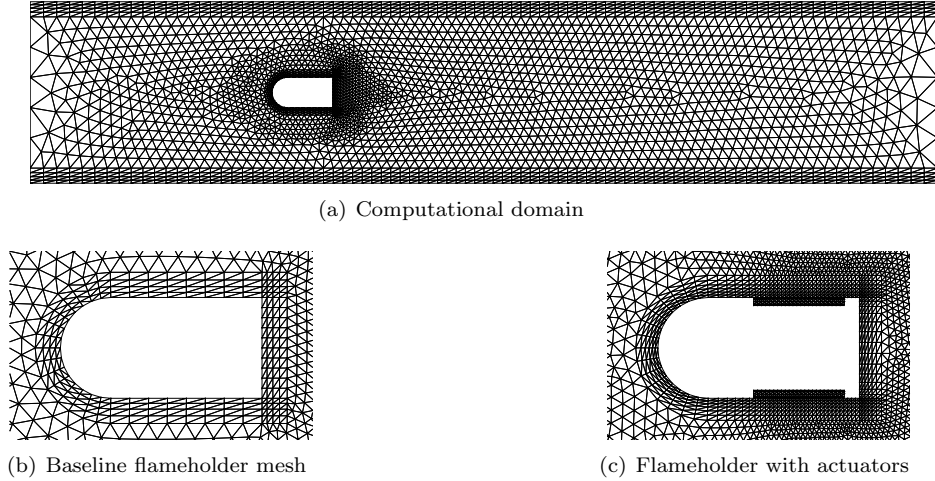 (a) Computational domain
(b) Baseline flameholder mesh
(c) Flameholder with actuators